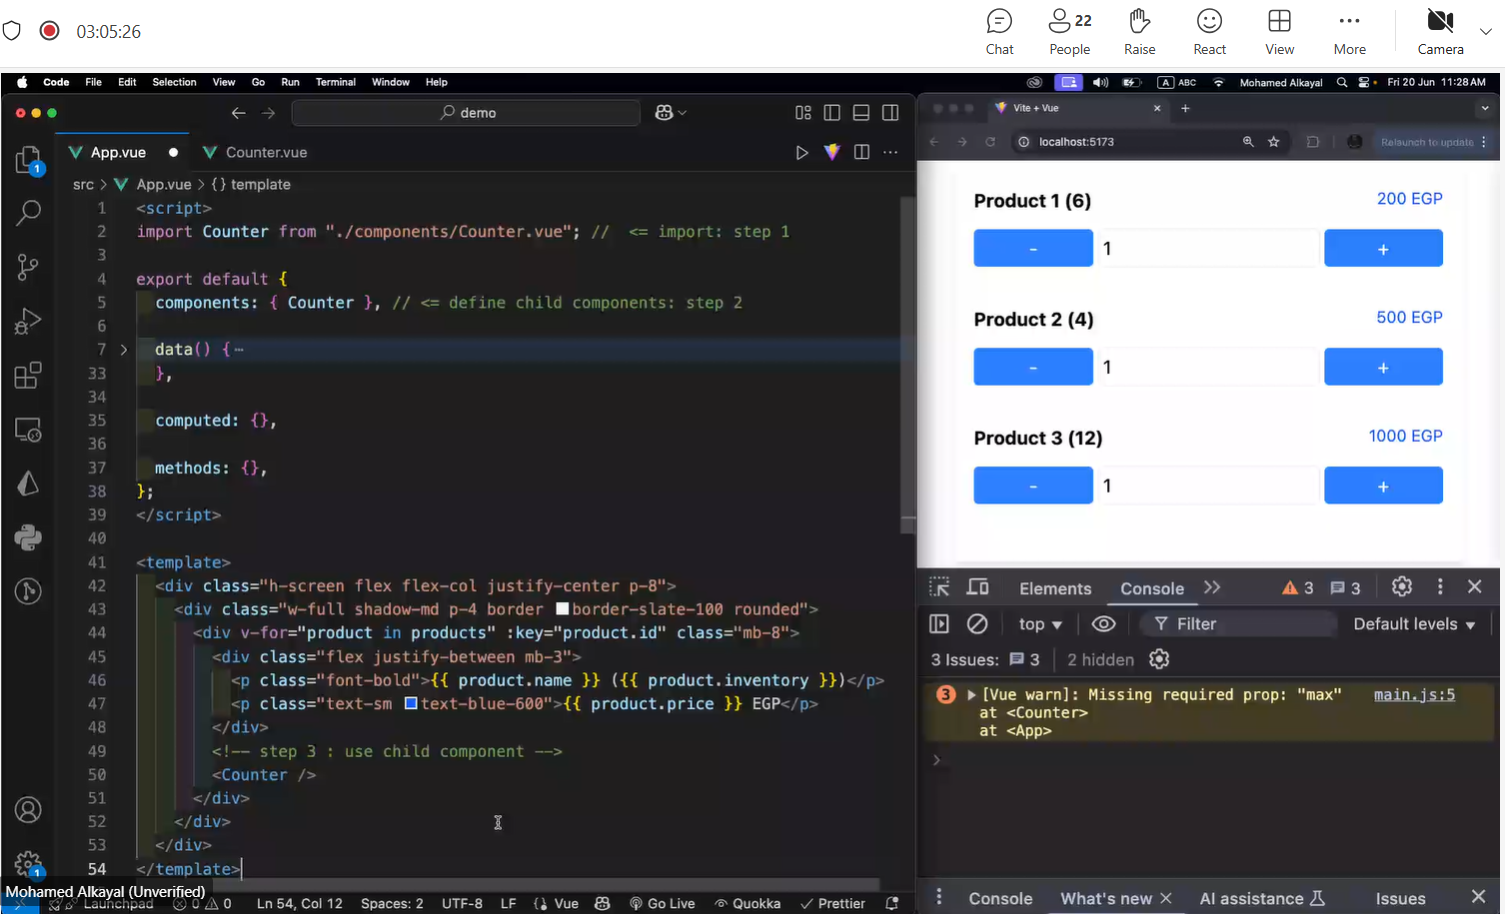 03:05:26
Chat
People 22
Raise
React
View
More
Camera
Code File Edit Selection View Go Run Terminal Window Help
A ABC Mohamed Alkayal Fri 20 Jun 11:28 AM
demo
App.vue Counter.vue
src > App.vue > {} template
1 <script>
2 import Counter from "./components/Counter.vue"; // <= import: step 1
3
4 export default {
5 components: { Counter }, // <= define child components: step 2
6
7 data() { ⋯
33 },
34
35 computed: {},
36
37 methods: {},
38 };
39 </script>
40
41 <template>
42 <div class="h-screen flex flex-col justify-center p-8">
43 <div class="w-full shadow-md p-4 border border-slate-100 rounded">
44 <div v-for="product in products" :key="product.id" class="mb-8">
45 <div class="flex justify-between mb-3">
46 <p class="font-bold">{{ product.name }} ({{ product.inventory }})</p>
47 <p class="text-sm text-blue-600">{{ product.price }} EGP</p>
48 </div>
49 <!-- step 3 : use child component -->
50 <Counter />
51 </div>
52 </div>
53 </div>
54 </template>
1
1
Mohamed Alkayal (Unverified)
Launchpad 0 0 Ln 54, Col 12 Spaces: 2 UTF-8 LF Vue Go Live Quokka Prettier
Vite + Vue
localhost:5173 Relaunch to update
Product 1 (6) 200 EGP
- 1 +
Product 2 (4) 500 EGP
- 1 +
Product 3 (12) 1000 EGP
- 1 +
Elements Console 3 3
top Filter Default levels
3 Issues: 3 2 hidden
3 [Vue warn]: Missing required prop: "max" main.js:5
at <Counter>
at <App>
Console What's new AI assistance Issues